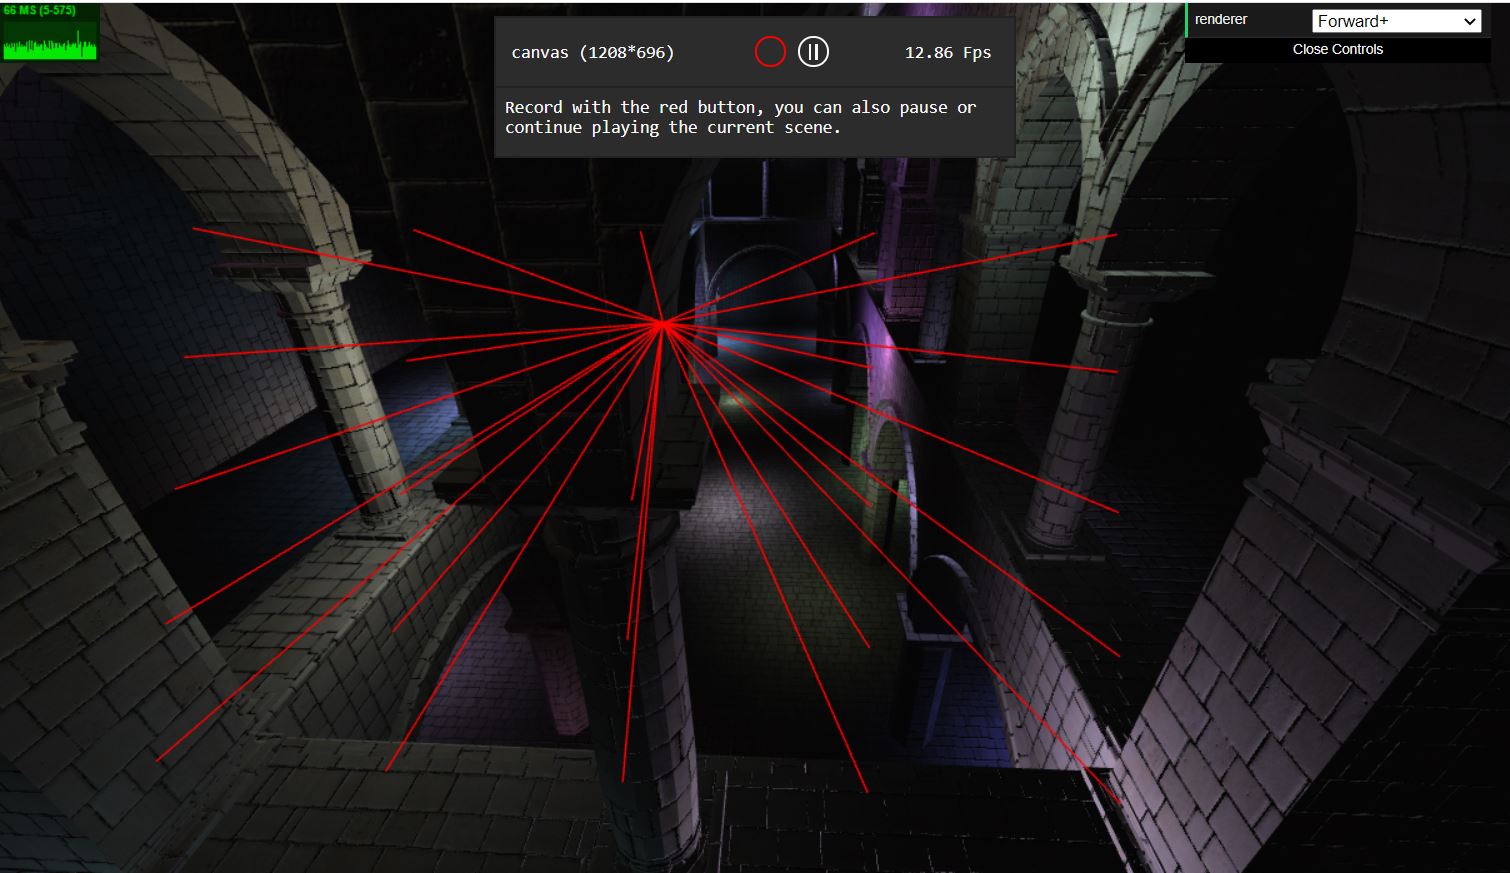 66 MS (5-575)
canvas (1208*696)
12.86 Fps
Record with the red button, you can also pause or
continue playing the current scene.
renderer
Forward+
Close Controls